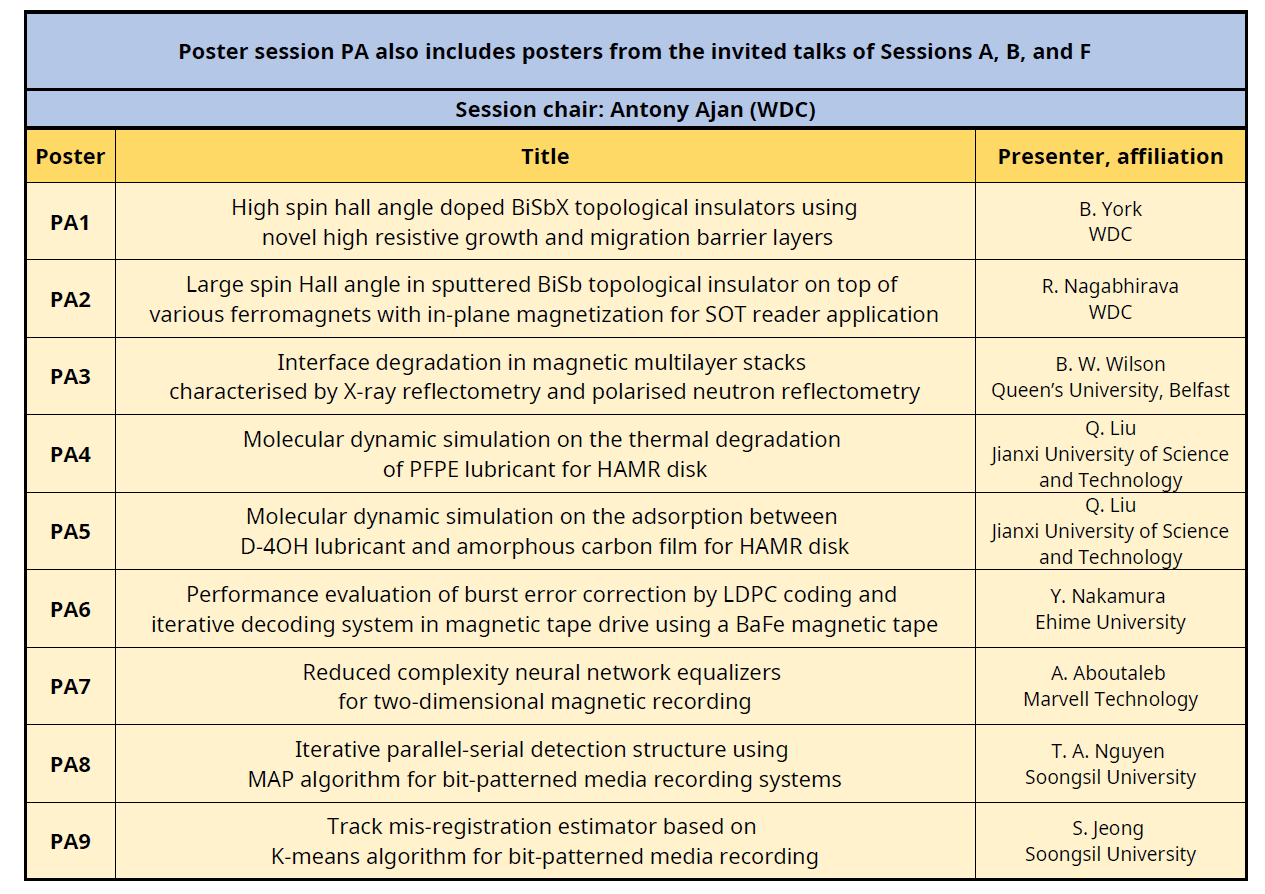 Poster session PA also includes posters from the invited talks of Sessions A, B, and F
Session chair: Antony Ajan (WDC)
Poster
Title
Presenter, affiliation
PA1
High spin hall angle doped BiSbX topological insulators using
novel high resistive growth and migration barrier layers
B. York
WDC
PA2
Large spin Hall angle in sputtered BiSb topological insulator on top of
various ferromagnets with in-plane magnetization for SOT reader application
R. Nagabhirava
WDC
PA3
Interface degradation in magnetic multilayer stacks
characterised by X-ray reflectometry and polarised neutron reflectometry
B. W. Wilson
Queen’s University, Belfast
PA4
Molecular dynamic simulation on the thermal degradation
of PFPE lubricant for HAMR disk
Q. Liu
Jianxi University of Science
and Technology
PA5
Molecular dynamic simulation on the adsorption between
D-4OH lubricant and amorphous carbon film for HAMR disk
Q. Liu
Jianxi University of Science
and Technology
PA6
Performance evaluation of burst error correction by LDPC coding and
iterative decoding system in magnetic tape drive using a BaFe magnetic tape
Y. Nakamura
Ehime University
PA7
Reduced complexity neural network equalizers
for two-dimensional magnetic recording
A. Aboutaleb
Marvell Technology
PA8
Iterative parallel-serial detection structure using
MAP algorithm for bit-patterned media recording systems
T. A. Nguyen
Soongsil University
PA9
Track mis-registration estimator based on
K-means algorithm for bit-patterned media recording
S. Jeong
Soongsil University